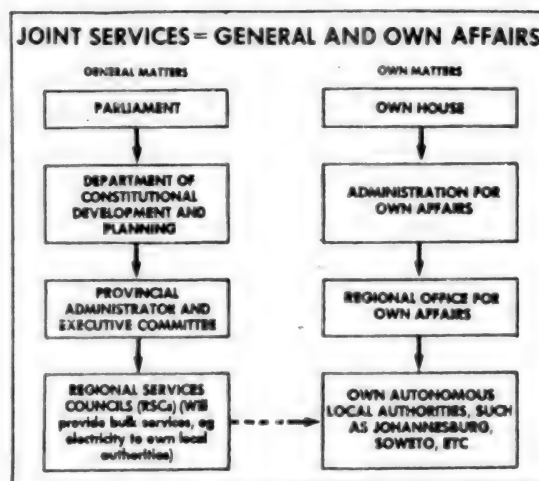 JOINT SERVICES = GENERAL AND OWN AFFAIRS
GENERAL MATTERS
PARLIAMENT
DEPARTMENT OF
CONSTITUTIONAL
DEVELOPMENT AND
PLANNING
PROVINCIAL
ADMINISTRATOR AND
EXECUTIVE COMMITTEE
REGIONAL SERVICES
COUNCILS (RSCs) (Will
provide bulk services, eg
electricity to own local
authorities)
OWN MATTERS
OWN HOUSE
ADMINISTRATION FOR
OWN AFFAIRS
REGIONAL OFFICE FOR
OWN AFFAIRS
OWN AUTONOMOUS
LOCAL AUTHORITIES, SUCH
AS JOHANNESBURG,
SOWETO, ETC